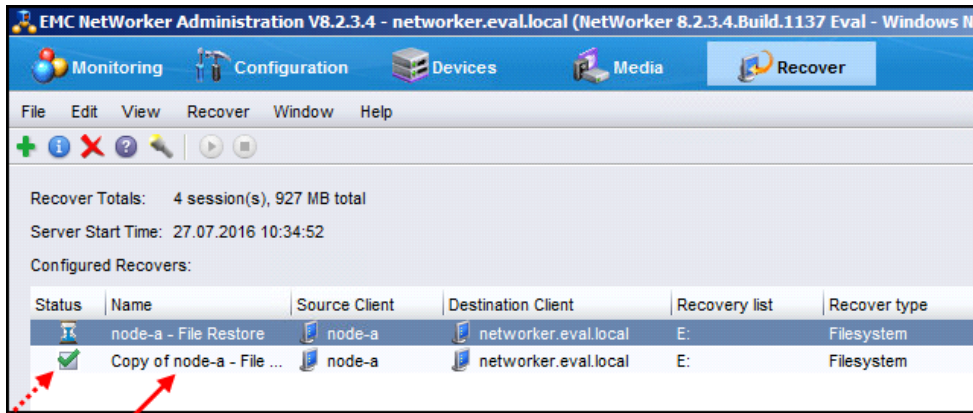 EMC NetWorker Administration V8.2.3.4 - networker.eval.local (NetWorker 8.2.3.4.Build.1137 Eval - Windows N
Monitoring Configuration Devices Media Recover
File Edit View Recover Window Help
Recover Totals: 4 session(s), 927 MB total
Server Start Time: 27.07.2016 10:34:52
Configured Recovers:
Status Name Source Client Destination Client Recovery list Recover type
node-a - File Restore node-a networker.eval.local E: Filesystem
Copy of node-a - File ... node-a networker.eval.local E: Filesystem